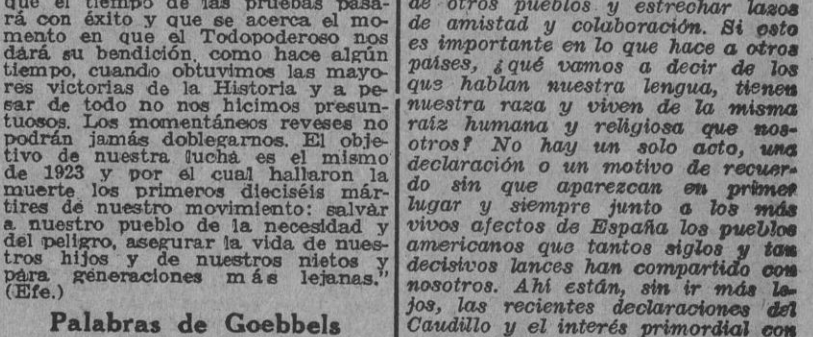 que el tiempo de las pruebas pasa-
rá con éxito y que se acerca el mo-
mento en que el Todopoderoso nos
dará su bendición, como hace algún
tiempo, cuando obtuvimos las mayo-
res victorias de la Historia y a pe-
sar de todo no nos hicimos presun-
tuosos. Los momentáneos reveses no
podrán jamás doblegarnos. El obje-
tivo de nuestra lucha es el mismo
de 1923 y por el cual hallaron la
muerte los primeros dieciséis már-
tires de nuestro movimiento: salvar
a nuestro pueblo de la necesidad y
del peligro, asegurar la vida de nues-
tros hijos y de nuestros nietos y
para generaciones más lejanas."
(Efe.)
Palabras de Goebbels
de otros pueblos y estrechar lazos
de amistad y colaboración. Si esto
es importante en lo que hace a otros
países, ¿qué vamos a decir de los
que hablan nuestra lengua, tienen
nuestra raza y viven de la misma
raíz humana y religiosa que nos-
otros? No hay un solo acto, una
declaración o un motivo de recuer-
do sin que aparezcan en primer
lugar y siempre junto a los más
vivos afectos de España los pueblos
americanos que tantos siglos y tan
decisivos lances han compartido con
nosotros. Ahí están, sin ir más le-
jos, las recientes declaraciones del
Caudillo y el interés primordial con